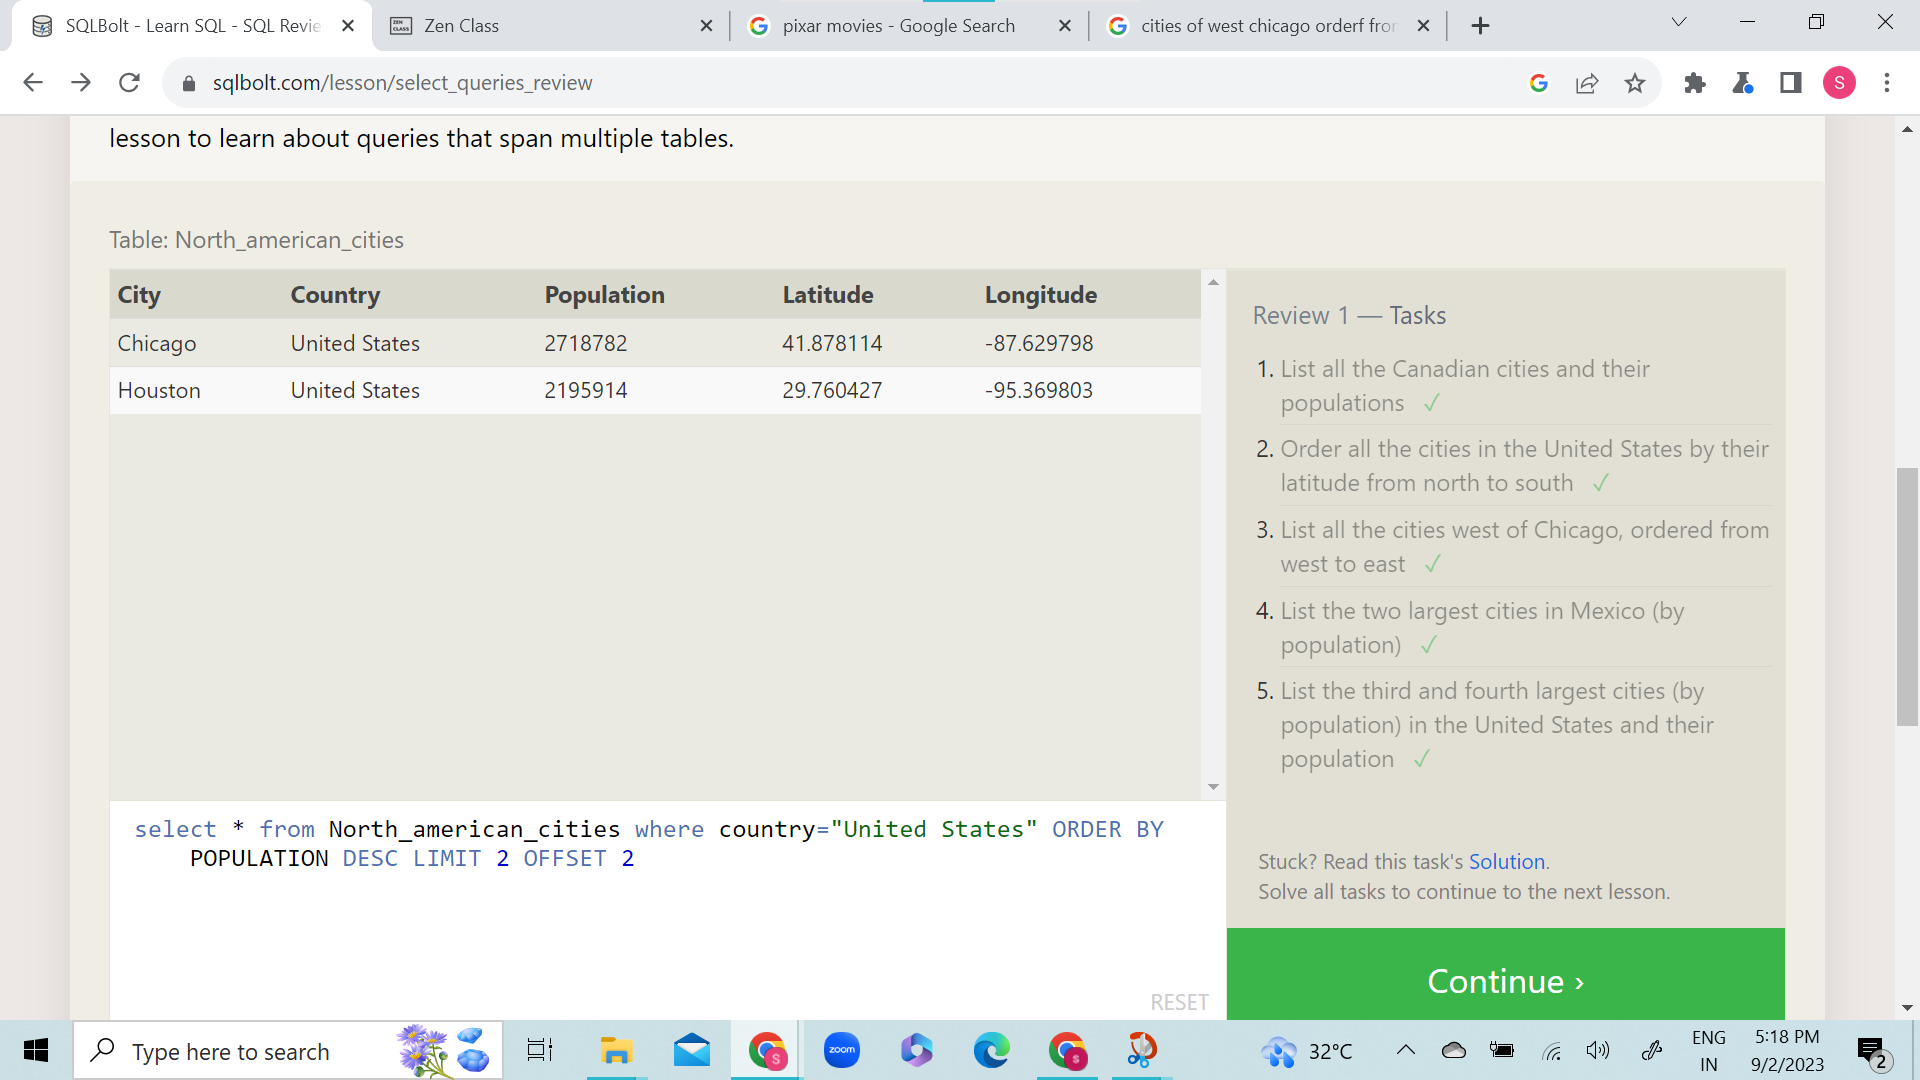 SQLBolt - Learn SQL - SQL Revie
Zen Class
pixar movies - Google Search
cities of west chicago orderf fror
sqlbolt.com/lesson/select_queries_review
S
lesson to learn about queries that span multiple tables.
Table: North_american_cities
City Country Population Latitude Longitude
Chicago United States 2718782 41.878114 -87.629798
Houston United States 2195914 29.760427 -95.369803
Review 1 — Tasks
1. List all the Canadian cities and their
populations ✓
2. Order all the cities in the United States by their
latitude from north to south ✓
3. List all the cities west of Chicago, ordered from
west to east ✓
4. List the two largest cities in Mexico (by
population) ✓
5. List the third and fourth largest cities (by
population) in the United States and their
population ✓
select * from North_american_cities where country="United States" ORDER BY
POPULATION DESC LIMIT 2 OFFSET 2
RESET
Stuck? Read this task's Solution.
Solve all tasks to continue to the next lesson.
Continue ›
Type here to search
zoom
S
S
32°C
ENG
IN
5:18 PM
9/2/2023
2